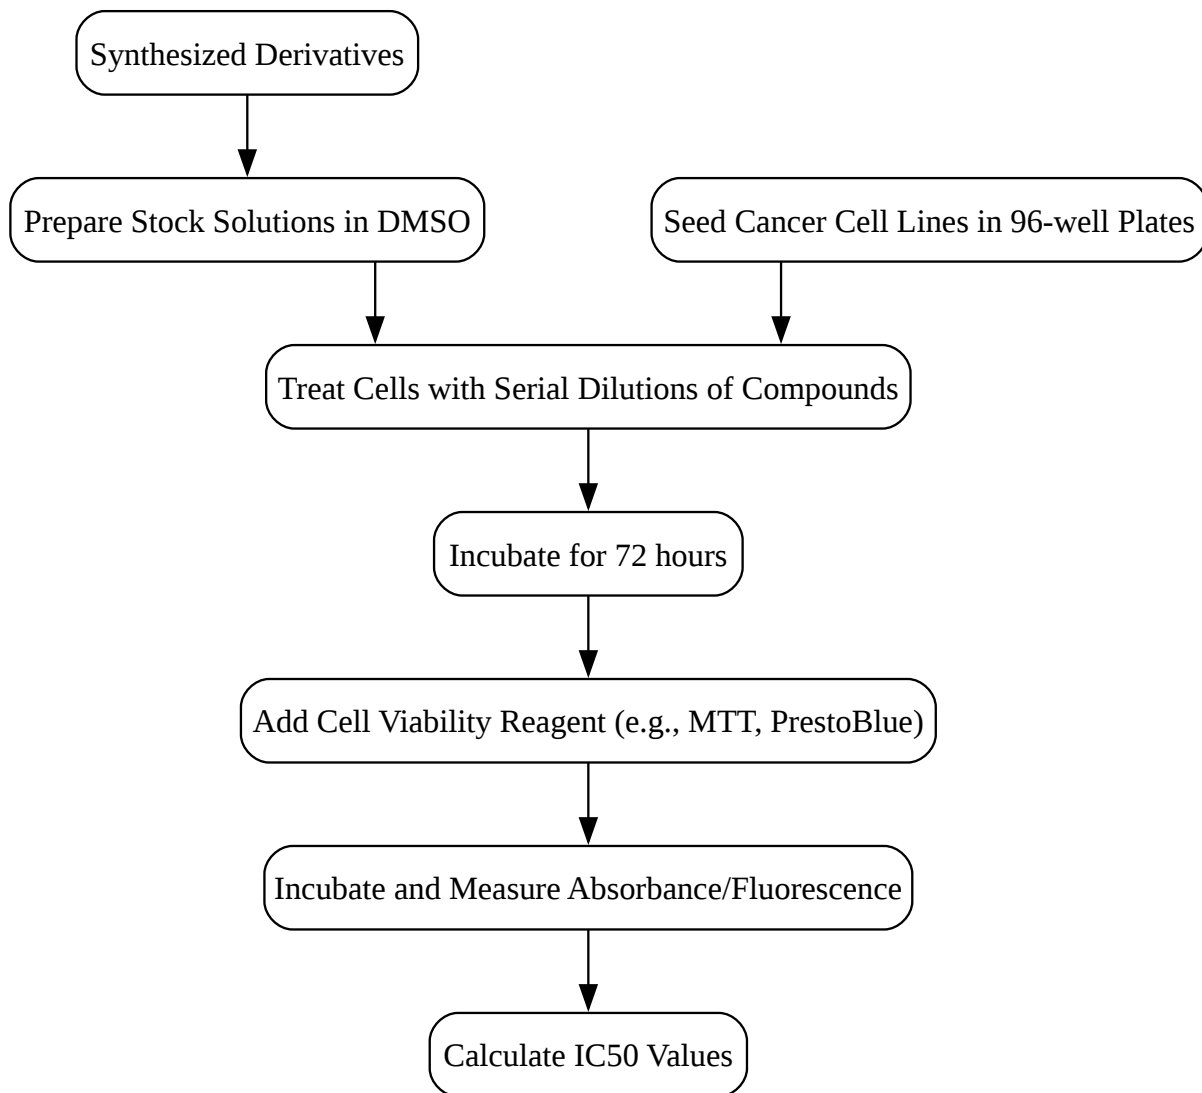 Synthesized Derivatives
Prepare Stock Solutions in DMSO
Seed Cancer Cell Lines in 96-well Plates
Treat Cells with Serial Dilutions of Compounds
Incubate for 72 hours
Add Cell Viability Reagent (e.g., MTT, PrestoBlue)
Incubate and Measure Absorbance/Fluorescence
Calculate IC50 Values